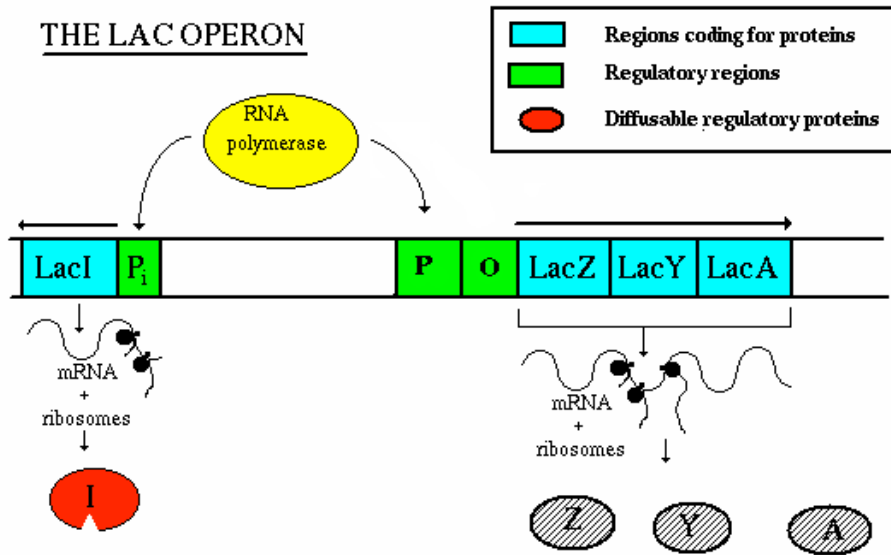 THE LAC OPERON
Regions coding for proteins
Regulatory regions
Diffusable regulatory proteins
RNA
polymerase
LacI Pi P O LacZ LacY LacA
mRNA
+
ribosomes
mRNA
+
ribosomes
I
Z Y A